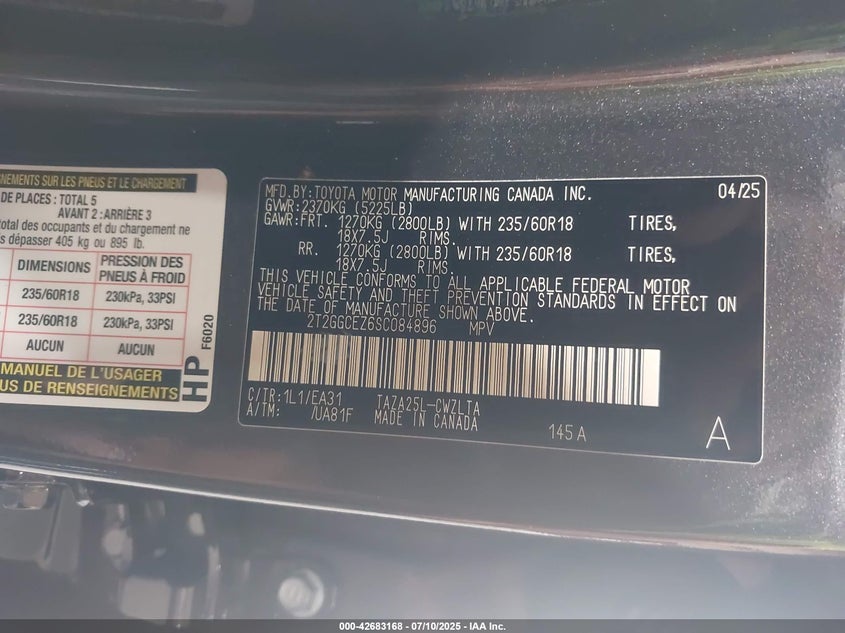 GNEMENTS SUR LES PNEUS ET LE CHARGEMENT
DE PLACES : TOTAL 5
AVANT 2 : ARRIÈRE 3
total des occupants et du chargement ne
dépasser 405 kg ou 895 lb.
DIMENSIONS PRESSION DES PNEUS À FROID
235/60R18 230kPa, 33PSI
235/60R18 230kPa, 33PSI
AUCUN AUCUN
MANUEL DE L'USAGER
US DE RENSEIGNEMENTS
HP
F6020
MFD.BY:TOYOTA MOTOR MANUFACTURING CANADA INC. 04/25
GVWR:2370KG (5225LB)
GAWR:FRT. 1270KG (2800LB) WITH 235/60R18 TIRES,
18X7.5J RIMS.
RR. 1270KG (2800LB) WITH 235/60R18 TIRES,
18X7.5J RIMS.
THIS VEHICLE CONFORMS TO ALL APPLICABLE FEDERAL MOTOR
VEHICLE SAFETY AND THEFT PREVENTION STANDARDS IN EFFECT ON
THE DATE OF MANUFACTURE SHOWN ABOVE.
2T2GGCEZ6SC084896 MPV
C/TR:1L1/EA31 TAZA25L-CWZLTA
A/TM: /UA81F MADE IN CANADA
145A A
000-42683168 - 07/10/2025 - IAA Inc.